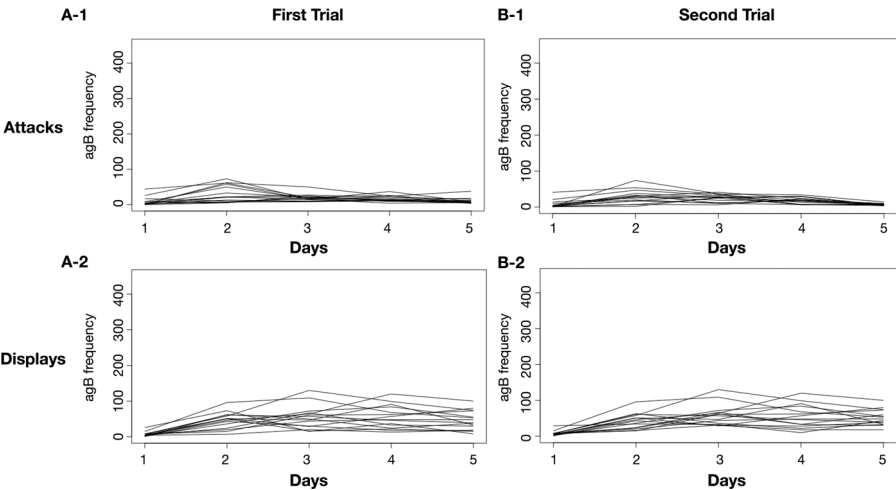 A-1 First Trial B-1 Second Trial
Attacks
agB frequency
0 100 200 300 400
1 2 3 4 5
Days
agB frequency
0 100 200 300 400
1 2 3 4 5
Days
A-2 B-2
Displays
agB frequency
0 100 200 300 400
1 2 3 4 5
Days
agB frequency
0 100 200 300 400
1 2 3 4 5
Days